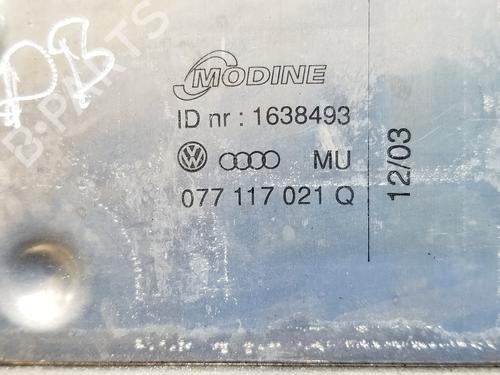 MODINE
ID nr : 1638493
MU
077 117 021 Q
12/03
B-PARTS